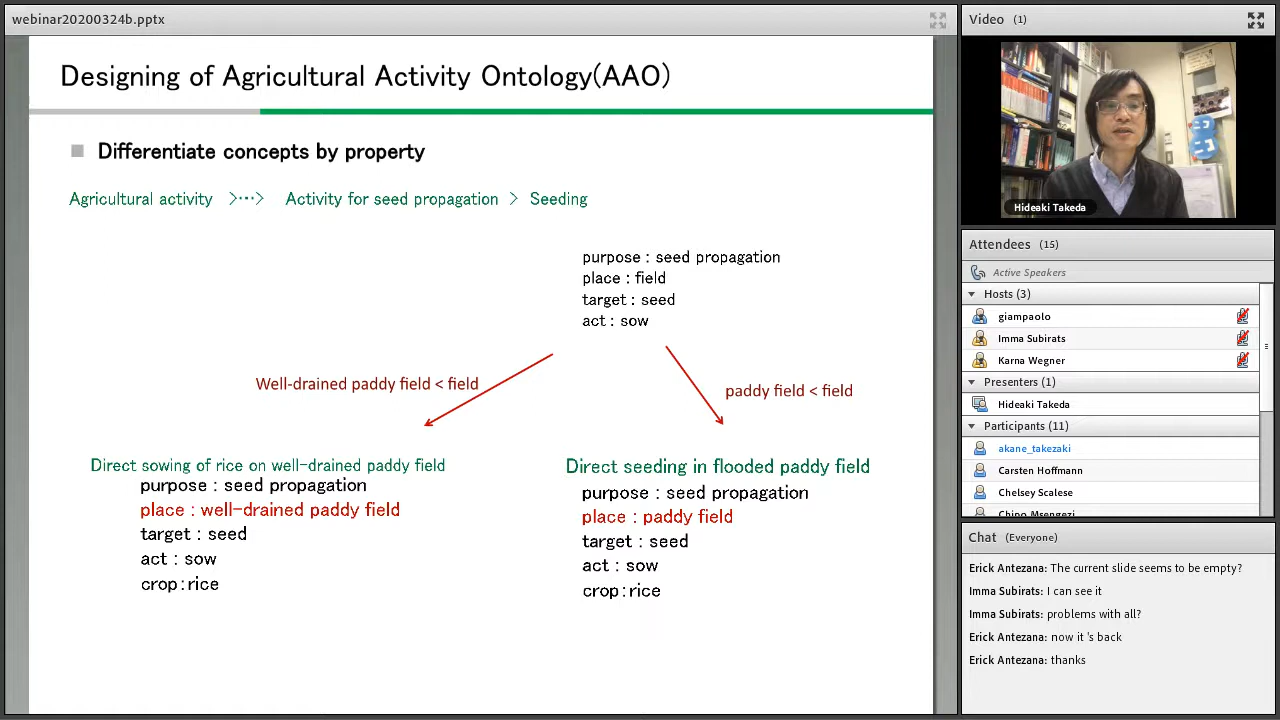 webinar20200324b.pptx
Designing of Agricultural Activity Ontology(AAO)
Differentiate concepts by property
Agricultural activity >···> Activity for seed propagation > Seeding
purpose : seed propagation
place : field
target : seed
act : sow
Well-drained paddy field < field
paddy field < field
Direct sowing of rice on well-drained paddy field
purpose : seed propagation
place : well-drained paddy field
target : seed
act : sow
crop:rice
Direct seeding in flooded paddy field
purpose : seed propagation
place : paddy field
target : seed
act : sow
crop:rice
Video (1)
Hideaki Takeda
Attendees (15)
Active Speakers
Hosts (3)
giampaolo
Imma Subirats
Karna Wegner
Presenters (1)
Hideaki Takeda
Participants (11)
akane_takezaki
Carsten Hoffmann
Chelsey Scalese
Chipo Msengezi
Chat (Everyone)
Erick Antezana: The current slide seems to be empty?
Imma Subirats: I can see it
Imma Subirats: problems with all?
Erick Antezana: now it 's back
Erick Antezana: thanks